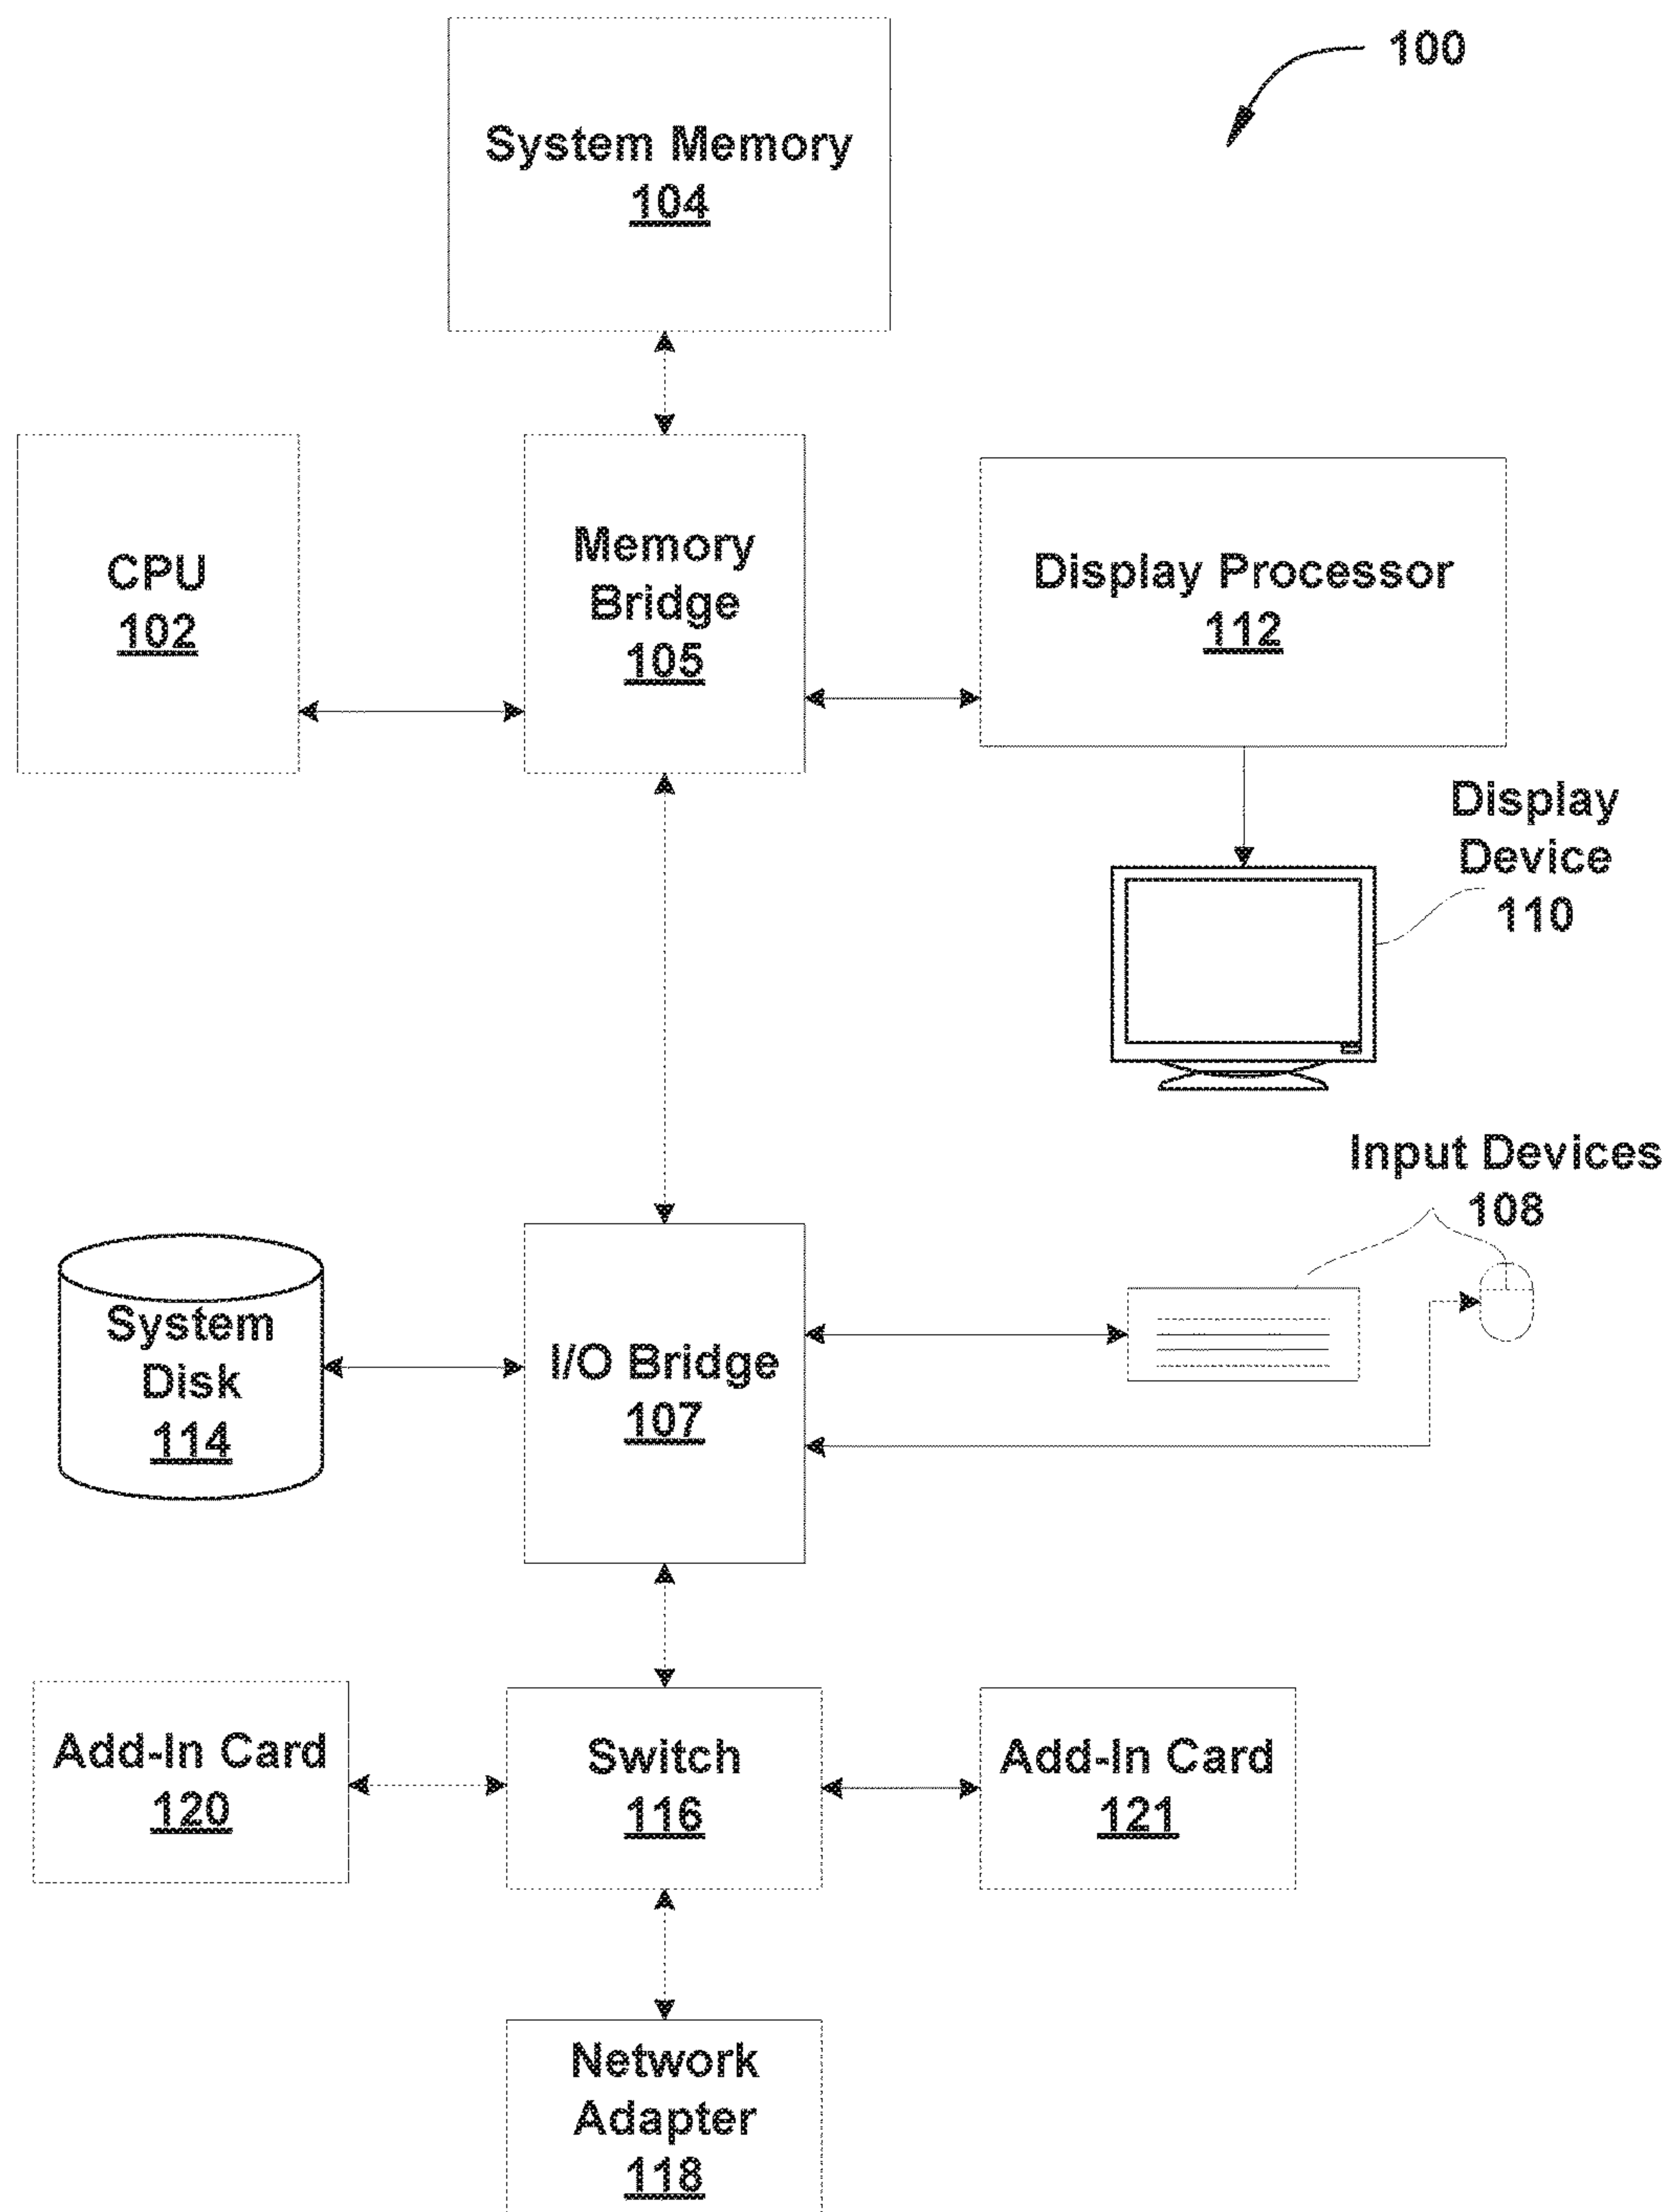 100
System Memory
104
CPU
102
Memory
Bridge
105
Display Processor
112
Display
Device
110
Input Devices
108
System
Disk
114
I/O Bridge
107
Add-In Card
120
Switch
116
Add-In Card
121
Network
Adapter
118